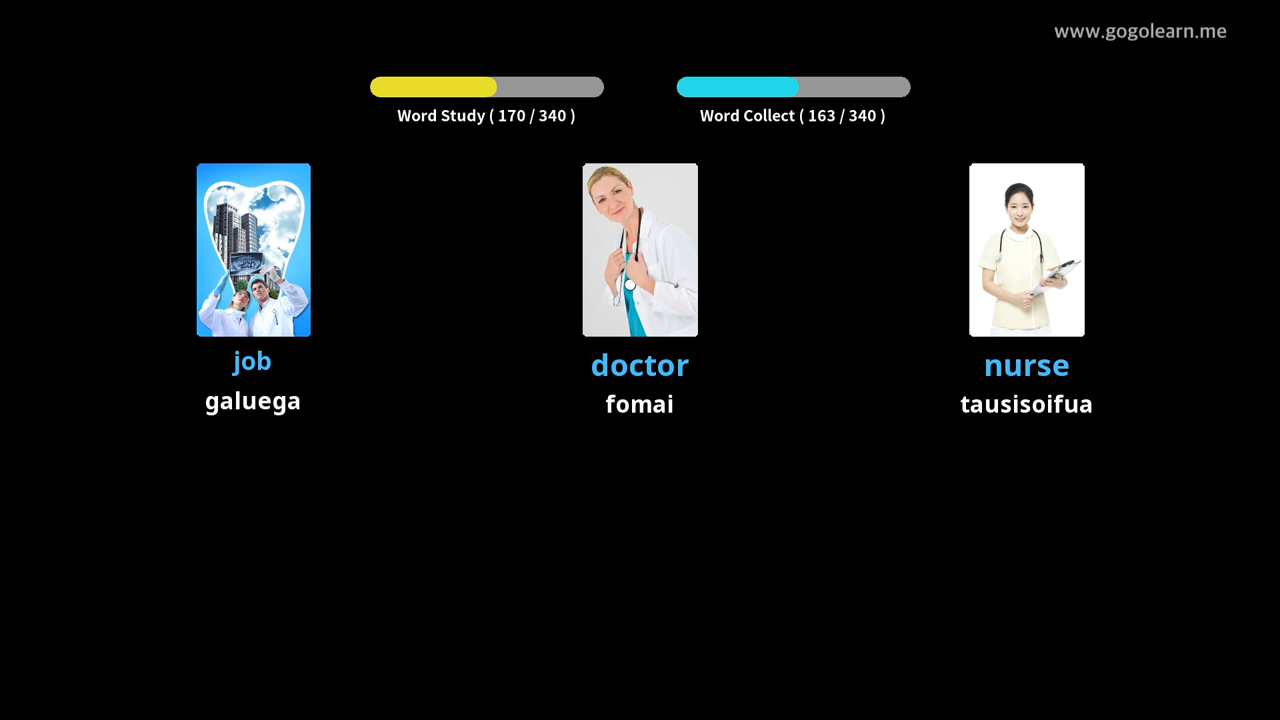 www.gogolearn.me
Word Study ( 170 / 340 )
Word Collect ( 163 / 340 )
job
galuega
doctor
fomai
nurse
tausisoifua